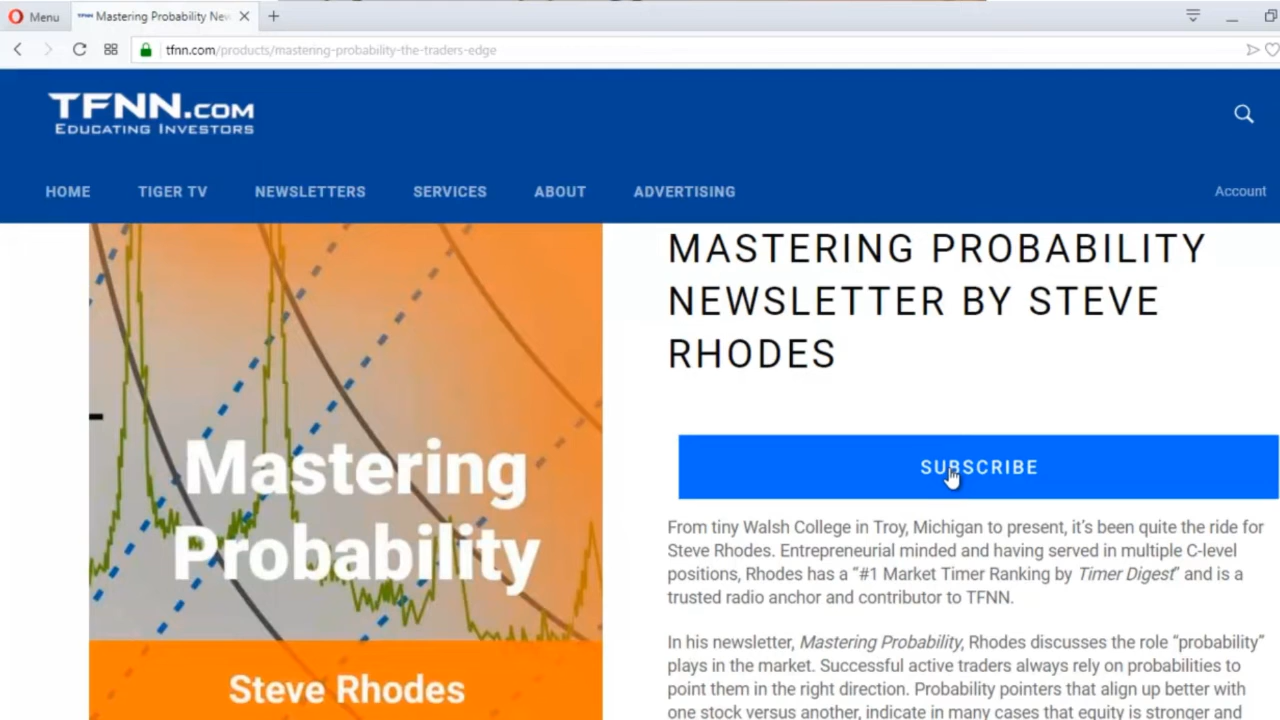 Menu
TFNN Mastering Probability New
tfnn.com/products/mastering-probability-the-traders-edge
TFNN.COM
EDUCATING INVESTORS
HOME TIGER TV NEWSLETTERS SERVICES ABOUT ADVERTISING Account
MASTERING PROBABILITY
NEWSLETTER BY STEVE
RHODES
Mastering
Probability
Steve Rhodes
SUBSCRIBE
From tiny Walsh College in Troy, Michigan to present, it's been quite the ride for
Steve Rhodes. Entrepreneurial minded and having served in multiple C-level
positions, Rhodes has a “#1 Market Timer Ranking by Timer Digest” and is a
trusted radio anchor and contributor to TFNN.
In his newsletter, Mastering Probability, Rhodes discusses the role “probability”
plays in the market. Successful active traders always rely on probabilities to
point them in the right direction. Probability pointers that align up better with
one stock versus another, indicate in many cases that equity is stronger and